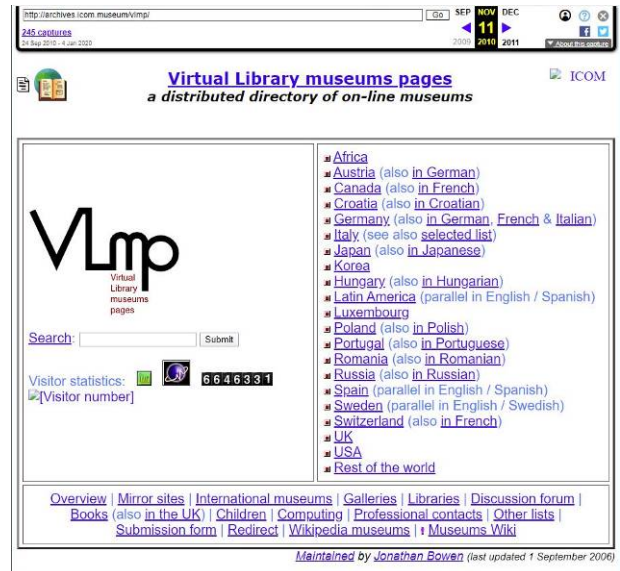 http://archives.icom.museum/vlmp/
Go
SEP NOV DEC
11
2009 2010 2011
245 captures
24 Sep 2010 - 4 Jan 2020
About this capture
Virtual Library museums pages
a distributed directory of on-line museums
ICOM
VLmp
Virtual
Library
museums
pages
Search:
Submit
Visitor statistics:
6646331
[Visitor number]
Africa
Austria (also in German)
Canada (also in French)
Croatia (also in Croatian)
Germany (also in German, French & Italian)
Italy (see also selected list)
Japan (also in Japanese)
Korea
Hungary (also in Hungarian)
Latin America (parallel in English / Spanish)
Luxembourg
Poland (also in Polish)
Portugal (also in Portuguese)
Romania (also in Romanian)
Russia (also in Russian)
Spain (parallel in English / Spanish)
Sweden (parallel in English / Swedish)
Switzerland (also in French)
UK
USA
Rest of the world
Overview | Mirror sites | International museums | Galleries | Libraries | Discussion forum |
Books (also in the UK) | Children | Computing | Professional contacts | Other lists |
Submission form | Redirect | Wikipedia museums | Museums Wiki
Maintained by Jonathan Bowen (last updated 1 September 2006)